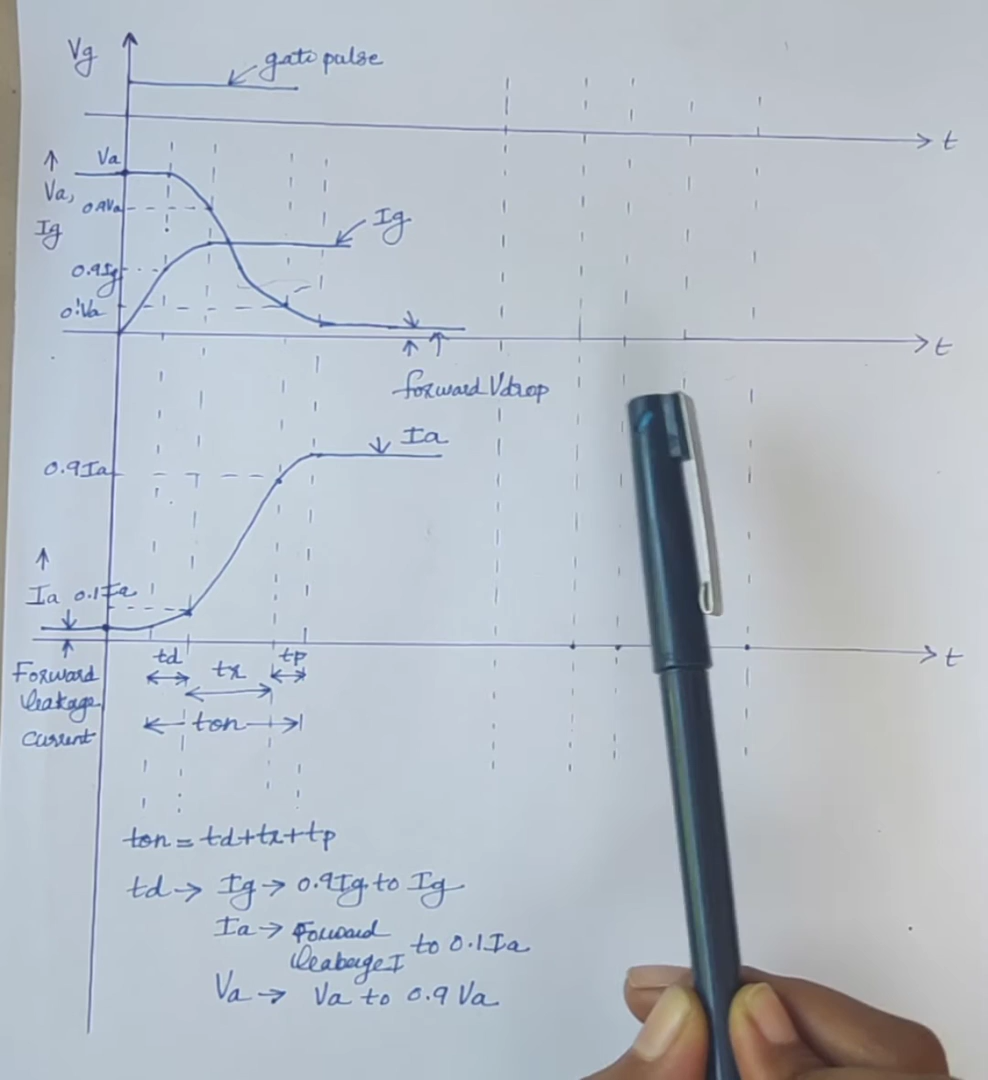 Vg
gate pulse
t
Va
Va,
0.9Va
Ig
Ig
0.9Ig
0.1Va
t
forward Vdrop
Ia
0.9Ia
Ia 0.1Ia
t
td
tr
tp
Forward
leakage
current
ton
ton = td+tr+tp
td → Ig → 0.9Ig to Ig
Ia → Forward leakage I to 0.1Ia
Va → Va to 0.9 Va